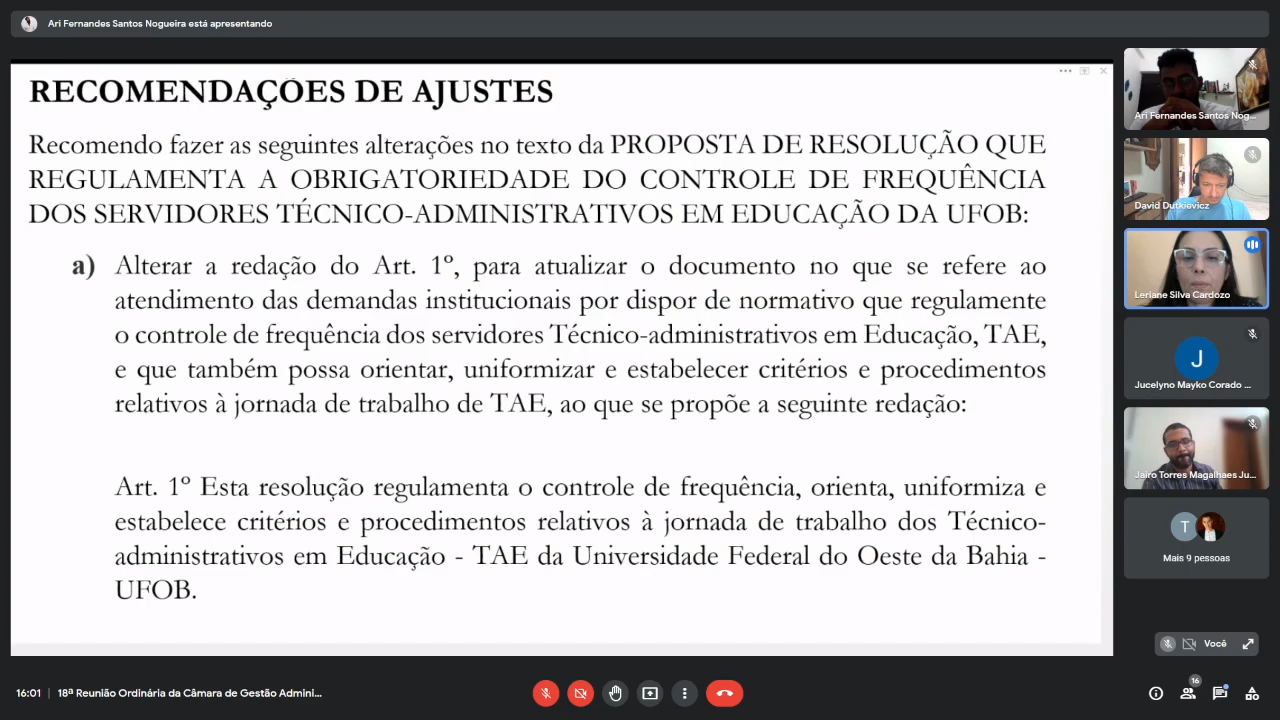 Ari Fernandes Santos Nogueira está apresentando
RECOMENDAÇÕES DE AJUSTES
Recomendo fazer as seguintes alterações no texto da PROPOSTA DE RESOLUÇÃO QUE
REGULAMENTA A OBRIGATORIEDADE DO CONTROLE DE FREQUÊNCIA
DOS SERVIDORES TÉCNICO-ADMINISTRATIVOS EM EDUCAÇÃO DA UFOB:
a) Alterar a redação do Art. 1º, para atualizar o documento no que se refere ao
atendimento das demandas institucionais por dispor de normativo que regulamente
o controle de frequência dos servidores Técnico-administrativos em Educação, TAE,
e que também possa orientar, uniformizar e estabelecer critérios e procedimentos
relativos à jornada de trabalho de TAE, ao que se propõe a seguinte redação:
Art. 1º Esta resolução regulamenta o controle de frequência, orienta, uniformiza e
estabelece critérios e procedimentos relativos à jornada de trabalho dos Técnico-
administrativos em Educação - TAE da Universidade Federal do Oeste da Bahia -
UFOB.
Ari Fernandes Santos Nog...
David Dutkievicz
Leriane Silva Cardozo
J
Jucelyno Mayko Corado ...
Jairo Torres Magalhaes Ju...
T
Mais 9 pessoas
Você
16:01 | 18ª Reunião Ordinária da Câmara de Gestão Admini...
16